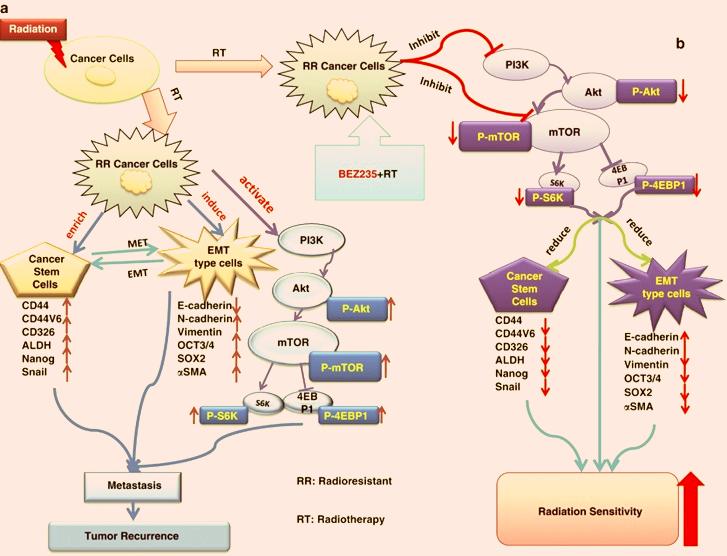 a
Radiation
Cancer Cells
RT
RT
RR Cancer Cells
BEZ235+RT
RR Cancer Cells
enrich
induce
activate
Cancer
Stem
Cells
MET
EMT
EMT
type cells
CD44
CD44V6
CD326
ALDH
Nanog
Snail
E-cadherin
N-cadherin
Vimentin
OCT3/4
SOX2
αSMA
PI3K
Akt
P-Akt
mTOR
P-mTOR
S6K
P-S6K
4EB
P1
P-4EBP1
Metastasis
Tumor Recurrence
RR: Radioresistant
RT: Radiotherapy
b
Inhibit
Inhibit
PI3K
Akt
P-Akt
P-mTOR
mTOR
S6K
P-S6K
4EB
P1
P-4EBP1
reduce
reduce
Cancer
Stem
Cells
EMT
type cells
CD44
CD44V6
CD326
ALDH
Nanog
Snail
E-cadherin
N-cadherin
Vimentin
OCT3/4
SOX2
αSMA
Radiation Sensitivity